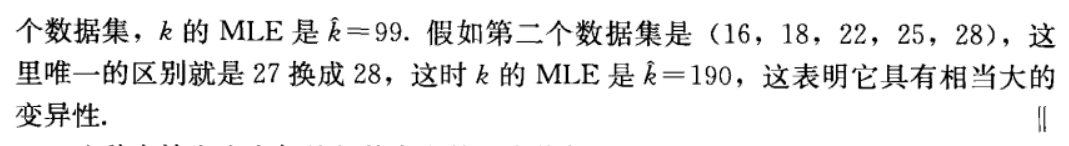 个数据集，k 的 MLE 是 k̂=99. 假如第二个数据集是（16，18，22，25，28），这
里唯一的区别就是 27 换成 28，这时 k 的 MLE 是 k̂=190，这表明它具有相当大的
变异性. ‖